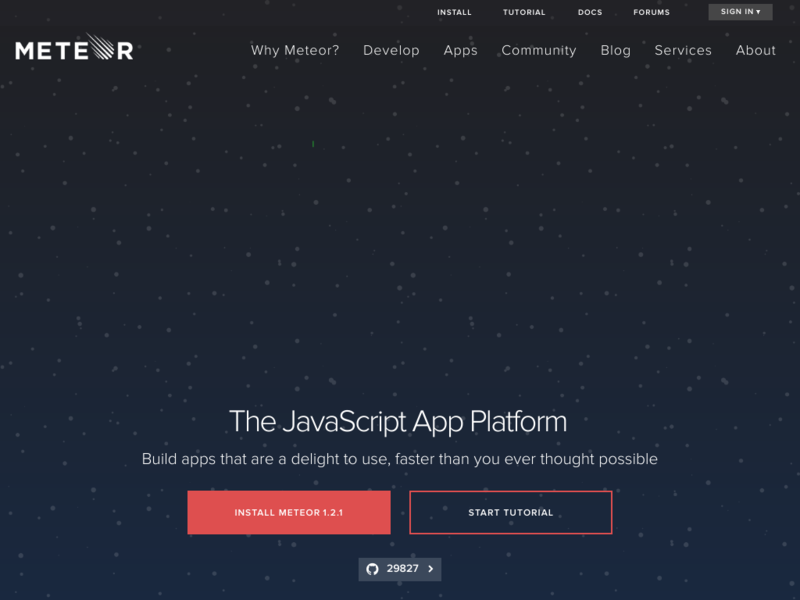 INSTALL TUTORIAL DOCS FORUMS SIGN IN ▾
METEOR
Why Meteor? Develop Apps Community Blog Services About
The JavaScript App Platform
Build apps that are a delight to use, faster than you ever thought possible
INSTALL METEOR 1.2.1 START TUTORIAL
29827